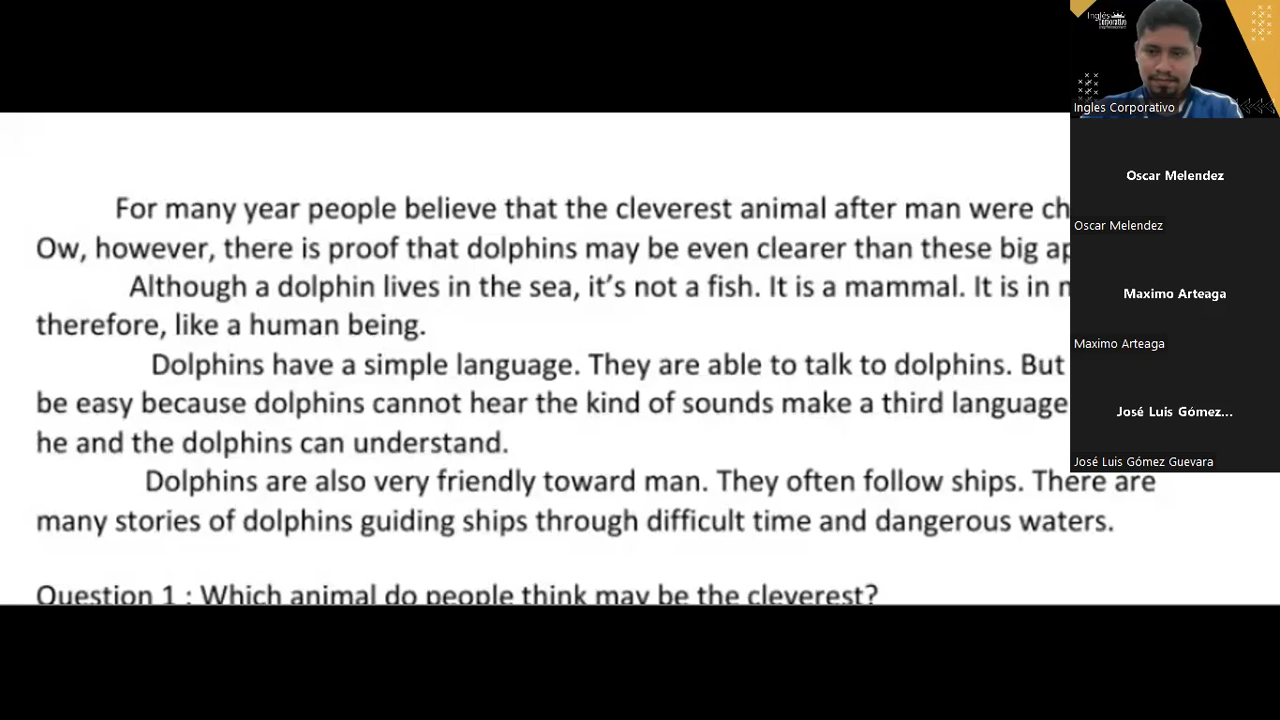 For many year people believe that the cleverest animal after man were
Ow, however, there is proof that dolphins may be even clearer than these big
Although a dolphin lives in the sea, it's not a fish. It is a mammal. It is in
therefore, like a human being.
Dolphins have a simple language. They are able to talk to dolphins. But
be easy because dolphins cannot hear the kind of sounds make a third language
he and the dolphins can understand.
Dolphins are also very friendly toward man. They often follow ships. There are
many stories of dolphins guiding ships through difficult time and dangerous waters.
Question 1 : Which animal do people think may be the cleverest?
Inglés
Corporativo
Ingles Corporativo
Oscar Melendez
Oscar Melendez
Maximo Arteaga
Maximo Arteaga
José Luis Gómez...
José Luis Gómez Guevara